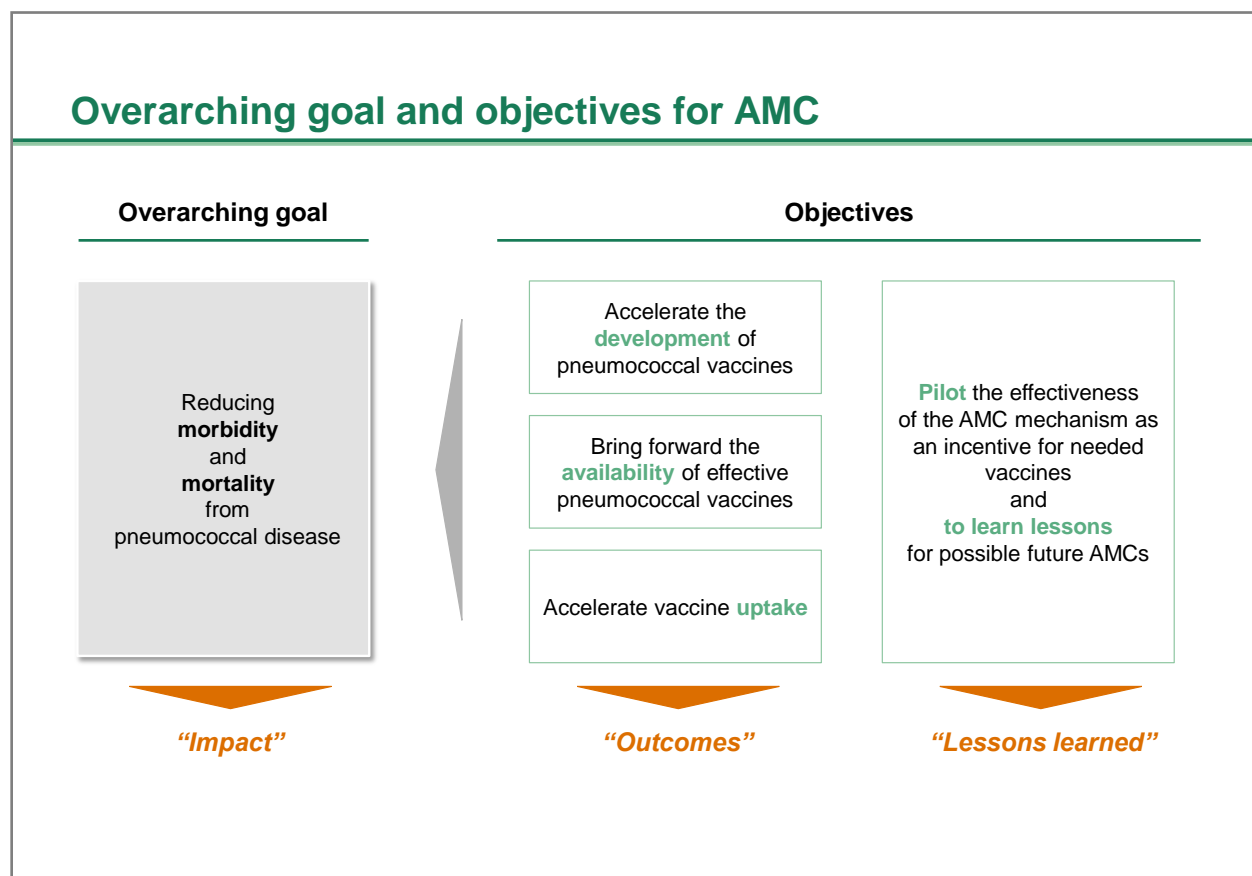 Overarching goal and objectives for AMC
Overarching goal
Objectives
Reducing
morbidity
and
mortality
from
pneumococcal disease
Accelerate the
development of
pneumococcal vaccines
Bring forward the
availability of effective
pneumococcal vaccines
Accelerate vaccine uptake
Pilot the effectiveness
of the AMC mechanism as
an incentive for needed
vaccines
and
to learn lessons
for possible future AMCs
“Impact”
“Outcomes”
“Lessons learned”